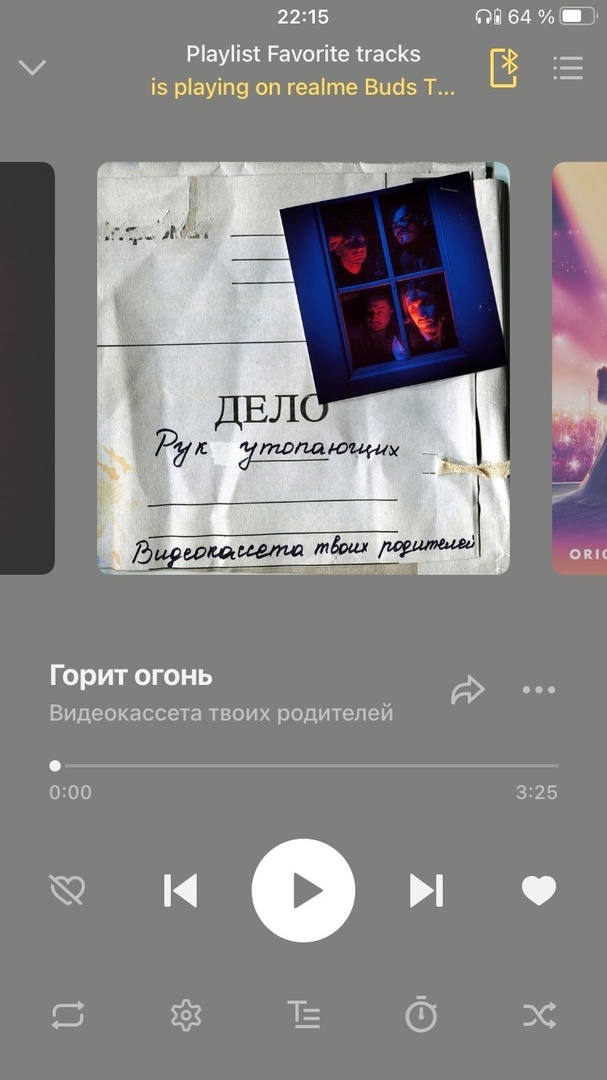 22:15
64 %
Playlist Favorite tracks
is playing on realme Buds T...
ДЕЛО
Рук утопающих
Видеокассета твоих родителей
ORIG
Горит огонь
Видеокассета твоих родителей
0:00
3:25